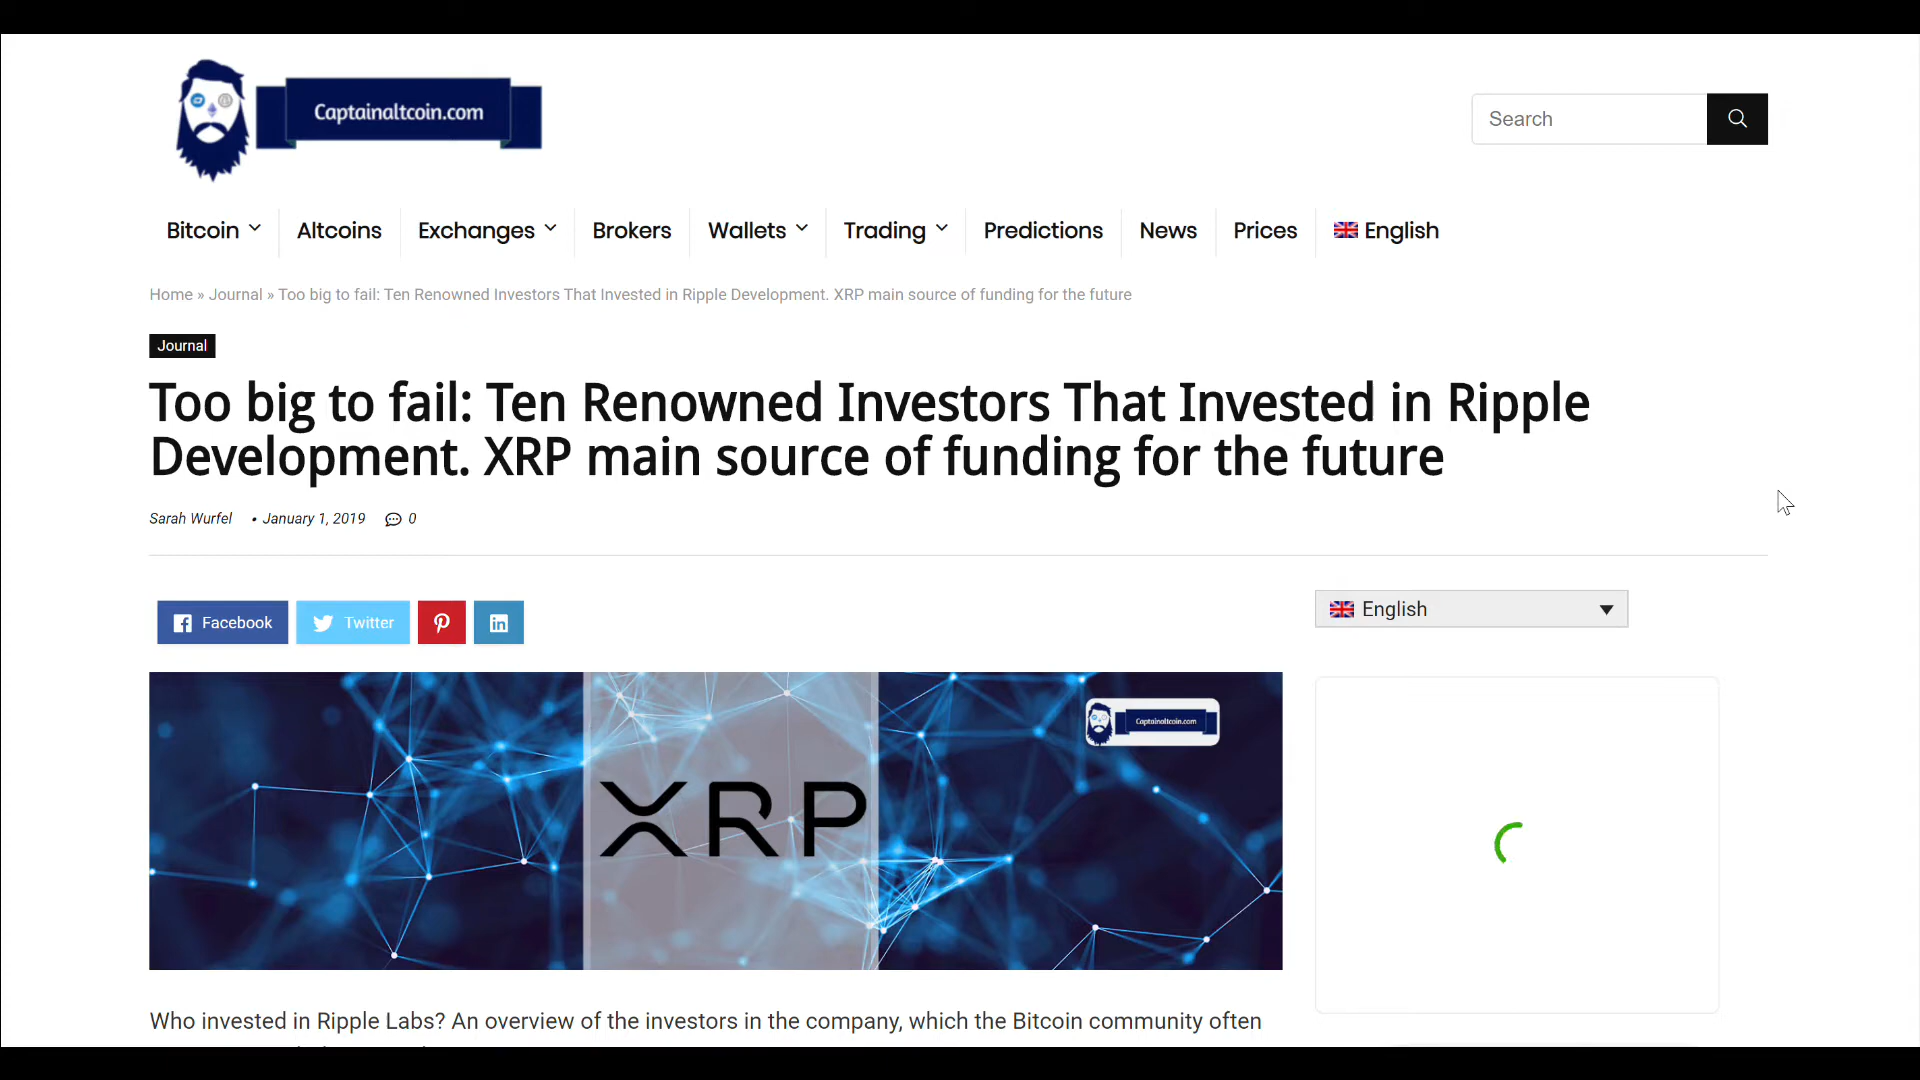 Captainaltcoin.com
Search
Bitcoin
Altcoins
Exchanges
Brokers
Wallets
Trading
Predictions
News
Prices
English
Home » Journal » Too big to fail: Ten Renowned Investors That Invested in Ripple Development. XRP main source of funding for the future
Journal
Too big to fail: Ten Renowned Investors That Invested in Ripple
Development. XRP main source of funding for the future
Sarah Wurfel • January 1, 2019 0
Facebook
Twitter
English
Captainaltcoin.com
XRP
Who invested in Ripple Labs? An overview of the investors in the company, which the Bitcoin community often